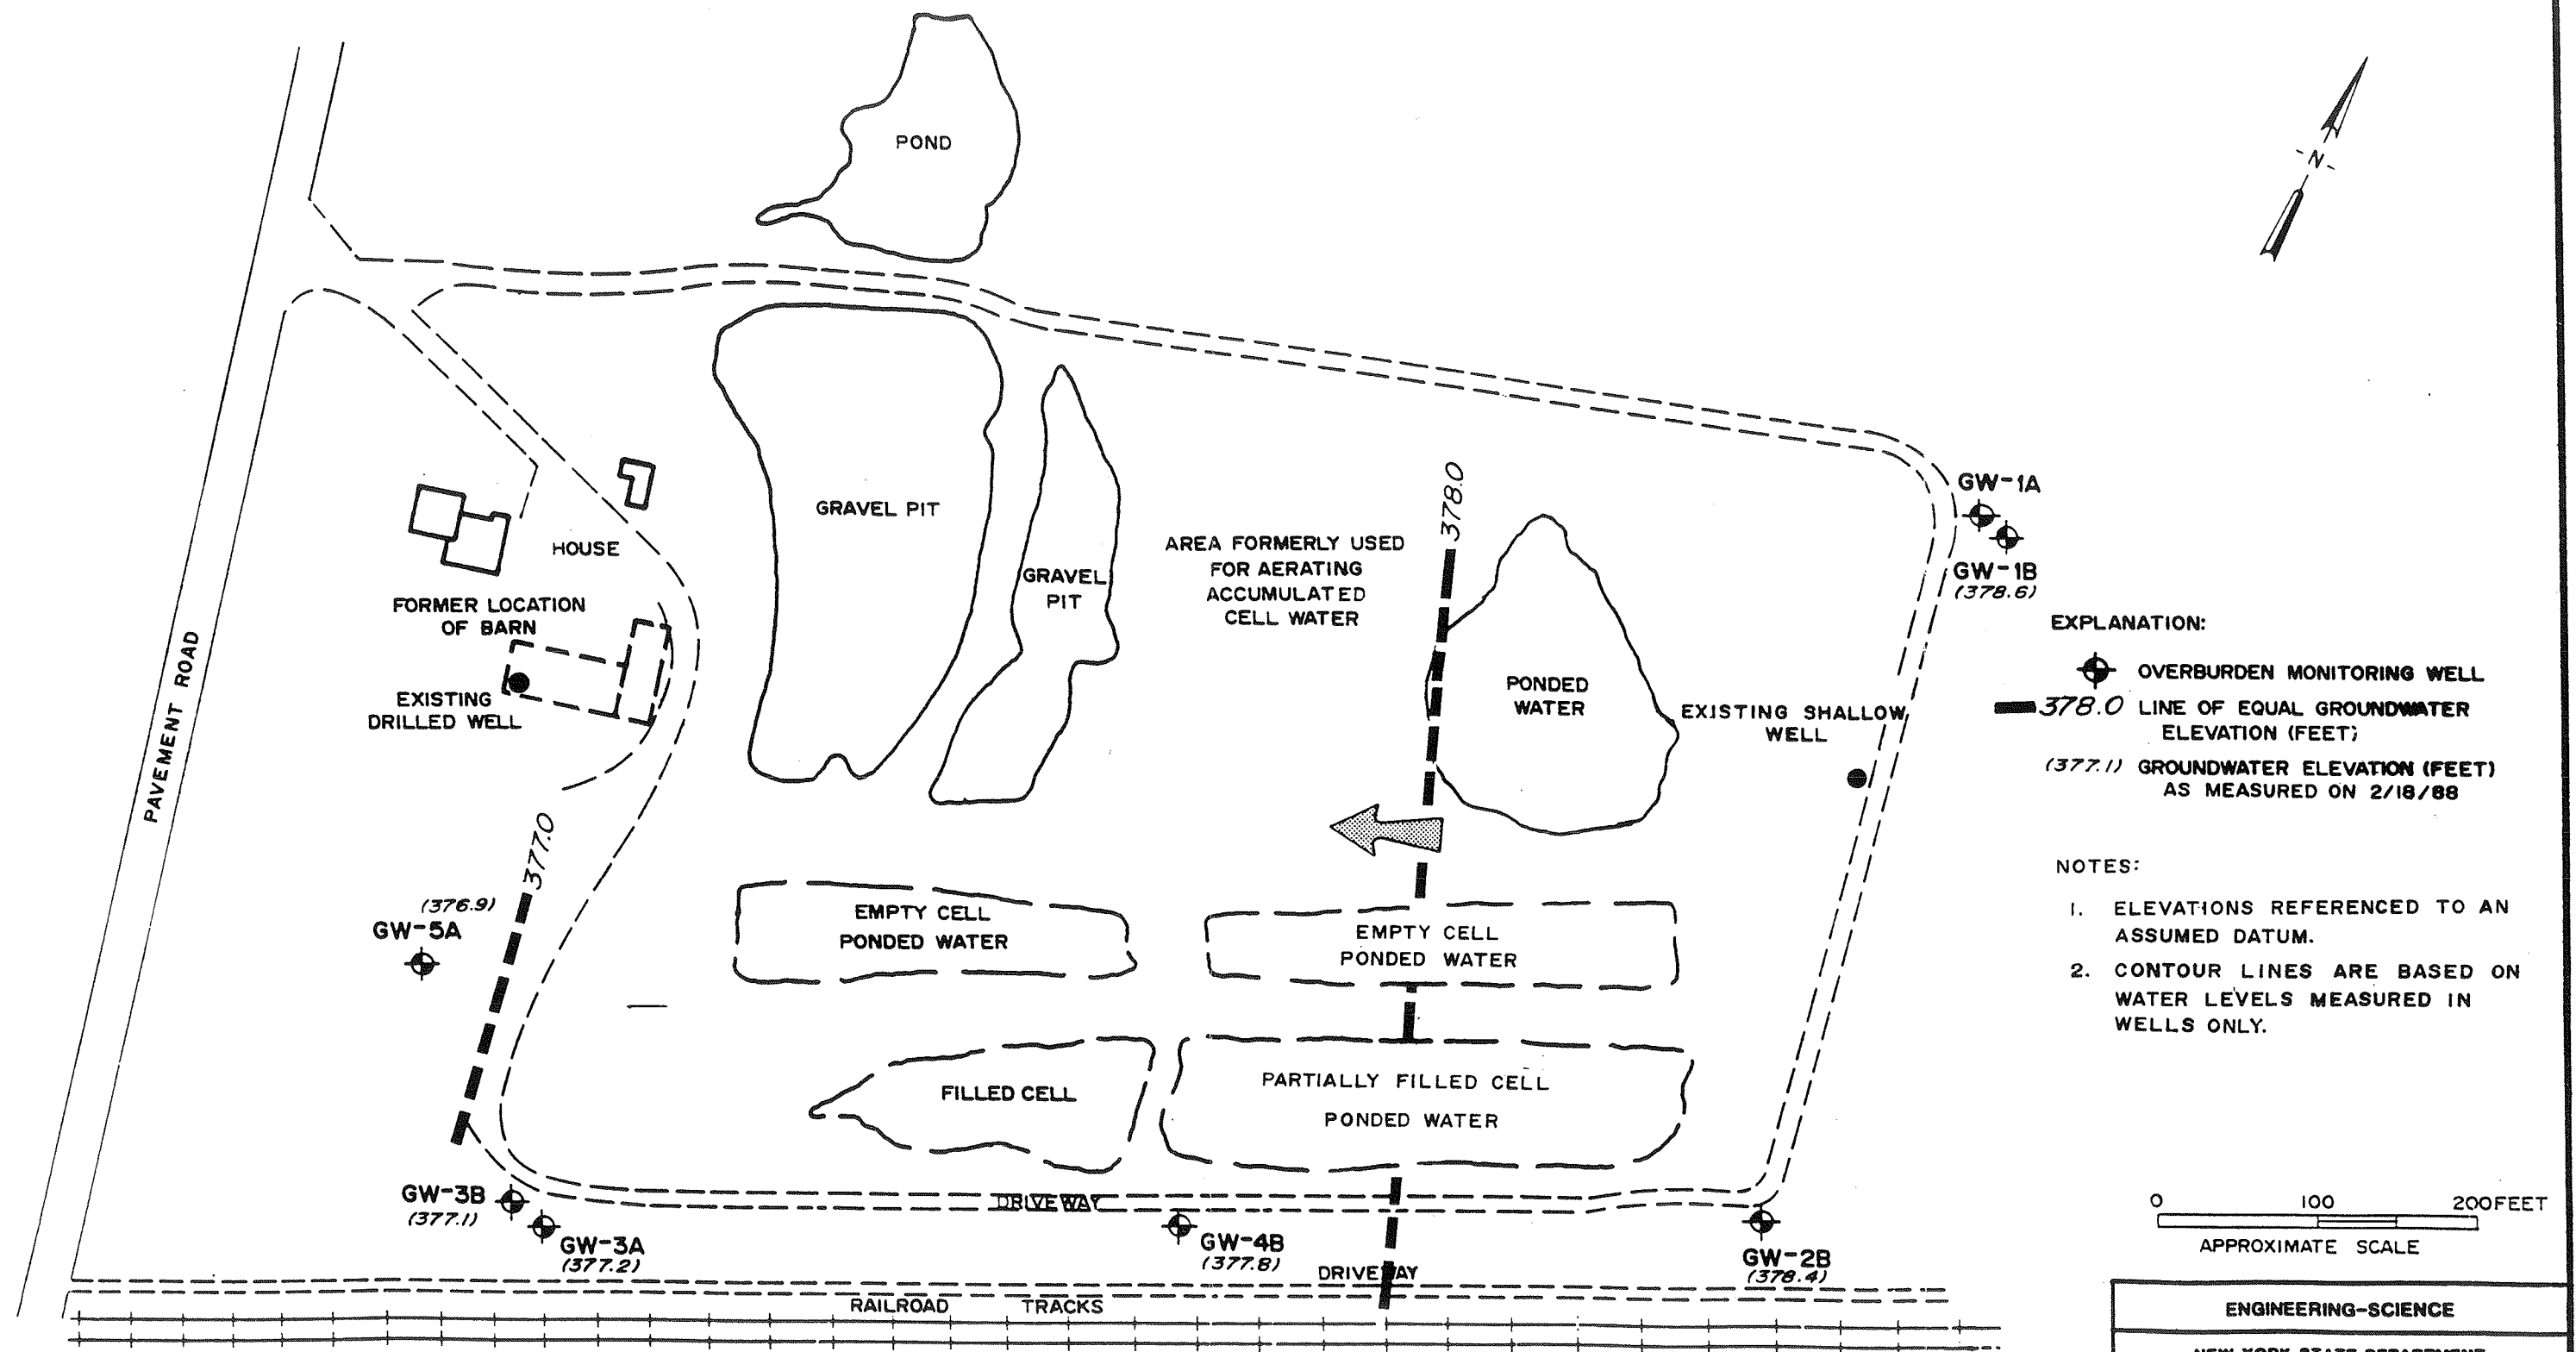 POND
N
PAVEMENT ROAD
HOUSE
FORMER LOCATION
OF BARN
EXISTING
DRILLED WELL
GRAVEL PIT
GRAVEL
PIT
AREA FORMERLY USED
FOR AERATING
ACCUMULATED
CELL WATER
378.0
PONDED
WATER
EXISTING SHALLOW
WELL
GW-1A
GW-1B
(378.6)
EXPLANATION:
OVERBURDEN MONITORING WELL
378.0 LINE OF EQUAL GROUNDWATER
ELEVATION (FEET)
(377.1) GROUNDWATER ELEVATION (FEET)
AS MEASURED ON 2/18/88
NOTES:
1. ELEVATIONS REFERENCED TO AN
ASSUMED DATUM.
2. CONTOUR LINES ARE BASED ON
WATER LEVELS MEASURED IN
WELLS ONLY.
377.0
(376.9)
GW-5A
EMPTY CELL
PONDED WATER
EMPTY CELL
PONDED WATER
FILLED CELL
PARTIALLY FILLED CELL
PONDED WATER
GW-3B
(377.1)
GW-3A
(377.2)
DRIVEWAY
GW-4B
(377.8)
DRIVEWAY
GW-2B
(378.4)
RAILROAD TRACKS
0 100 200 FEET
APPROXIMATE SCALE
ENGINEERING-SCIENCE
NEW YORK STATE DEPARTMENT